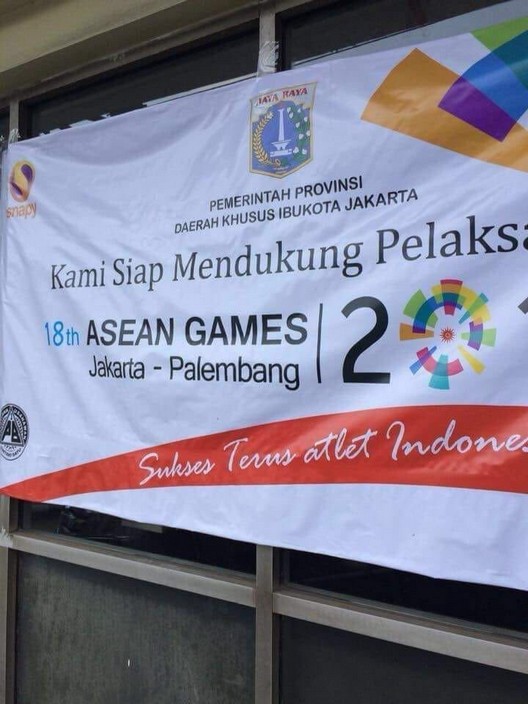 JAYA RAYA
snapy
PEMERINTAH PROVINSI
DAERAH KHUSUS IBUKOTA JAKARTA
Kami Siap Mendukung Pelaksa
18th ASEAN GAMES
Jakarta - Palembang
20
Sukses Terus atlet Indones